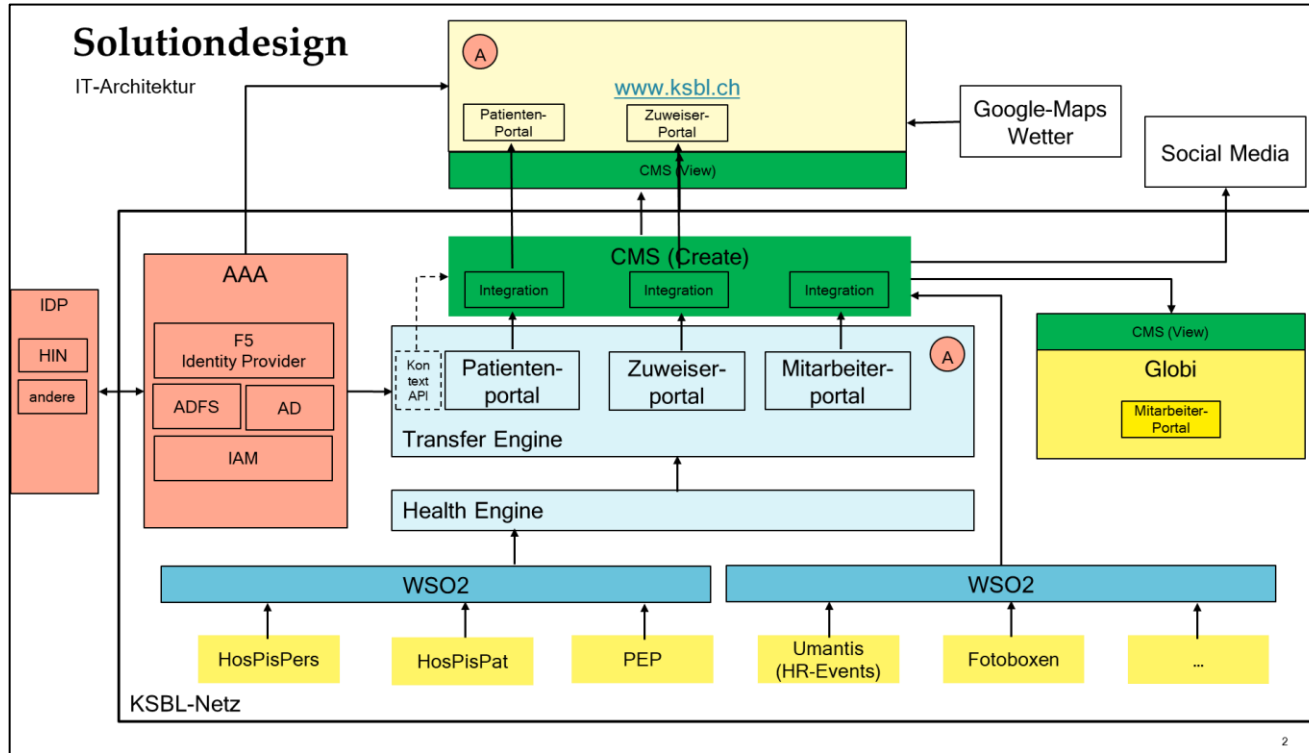 Solutiondesign
IT-Architektur
A
www.ksbl.ch
Patienten-
Portal
Zuweiser-
Portal
CMS (View)
Google-Maps
Wetter
Social Media
CMS (Create)
Integration
Integration
Integration
AAA
F5
Identity Provider
ADFS
AD
IAM
IDP
HIN
andere
Kon
text
API
Patienten-
portal
Zuweiser-
portal
Mitarbeiter-
portal
A
Transfer Engine
CMS (View)
Globi
Mitarbeiter-
Portal
Health Engine
WSO2
WSO2
HosPisPers
HosPisPat
PEP
Umantis
(HR-Events)
Fotoboxen
...
KSBL-Netz
2